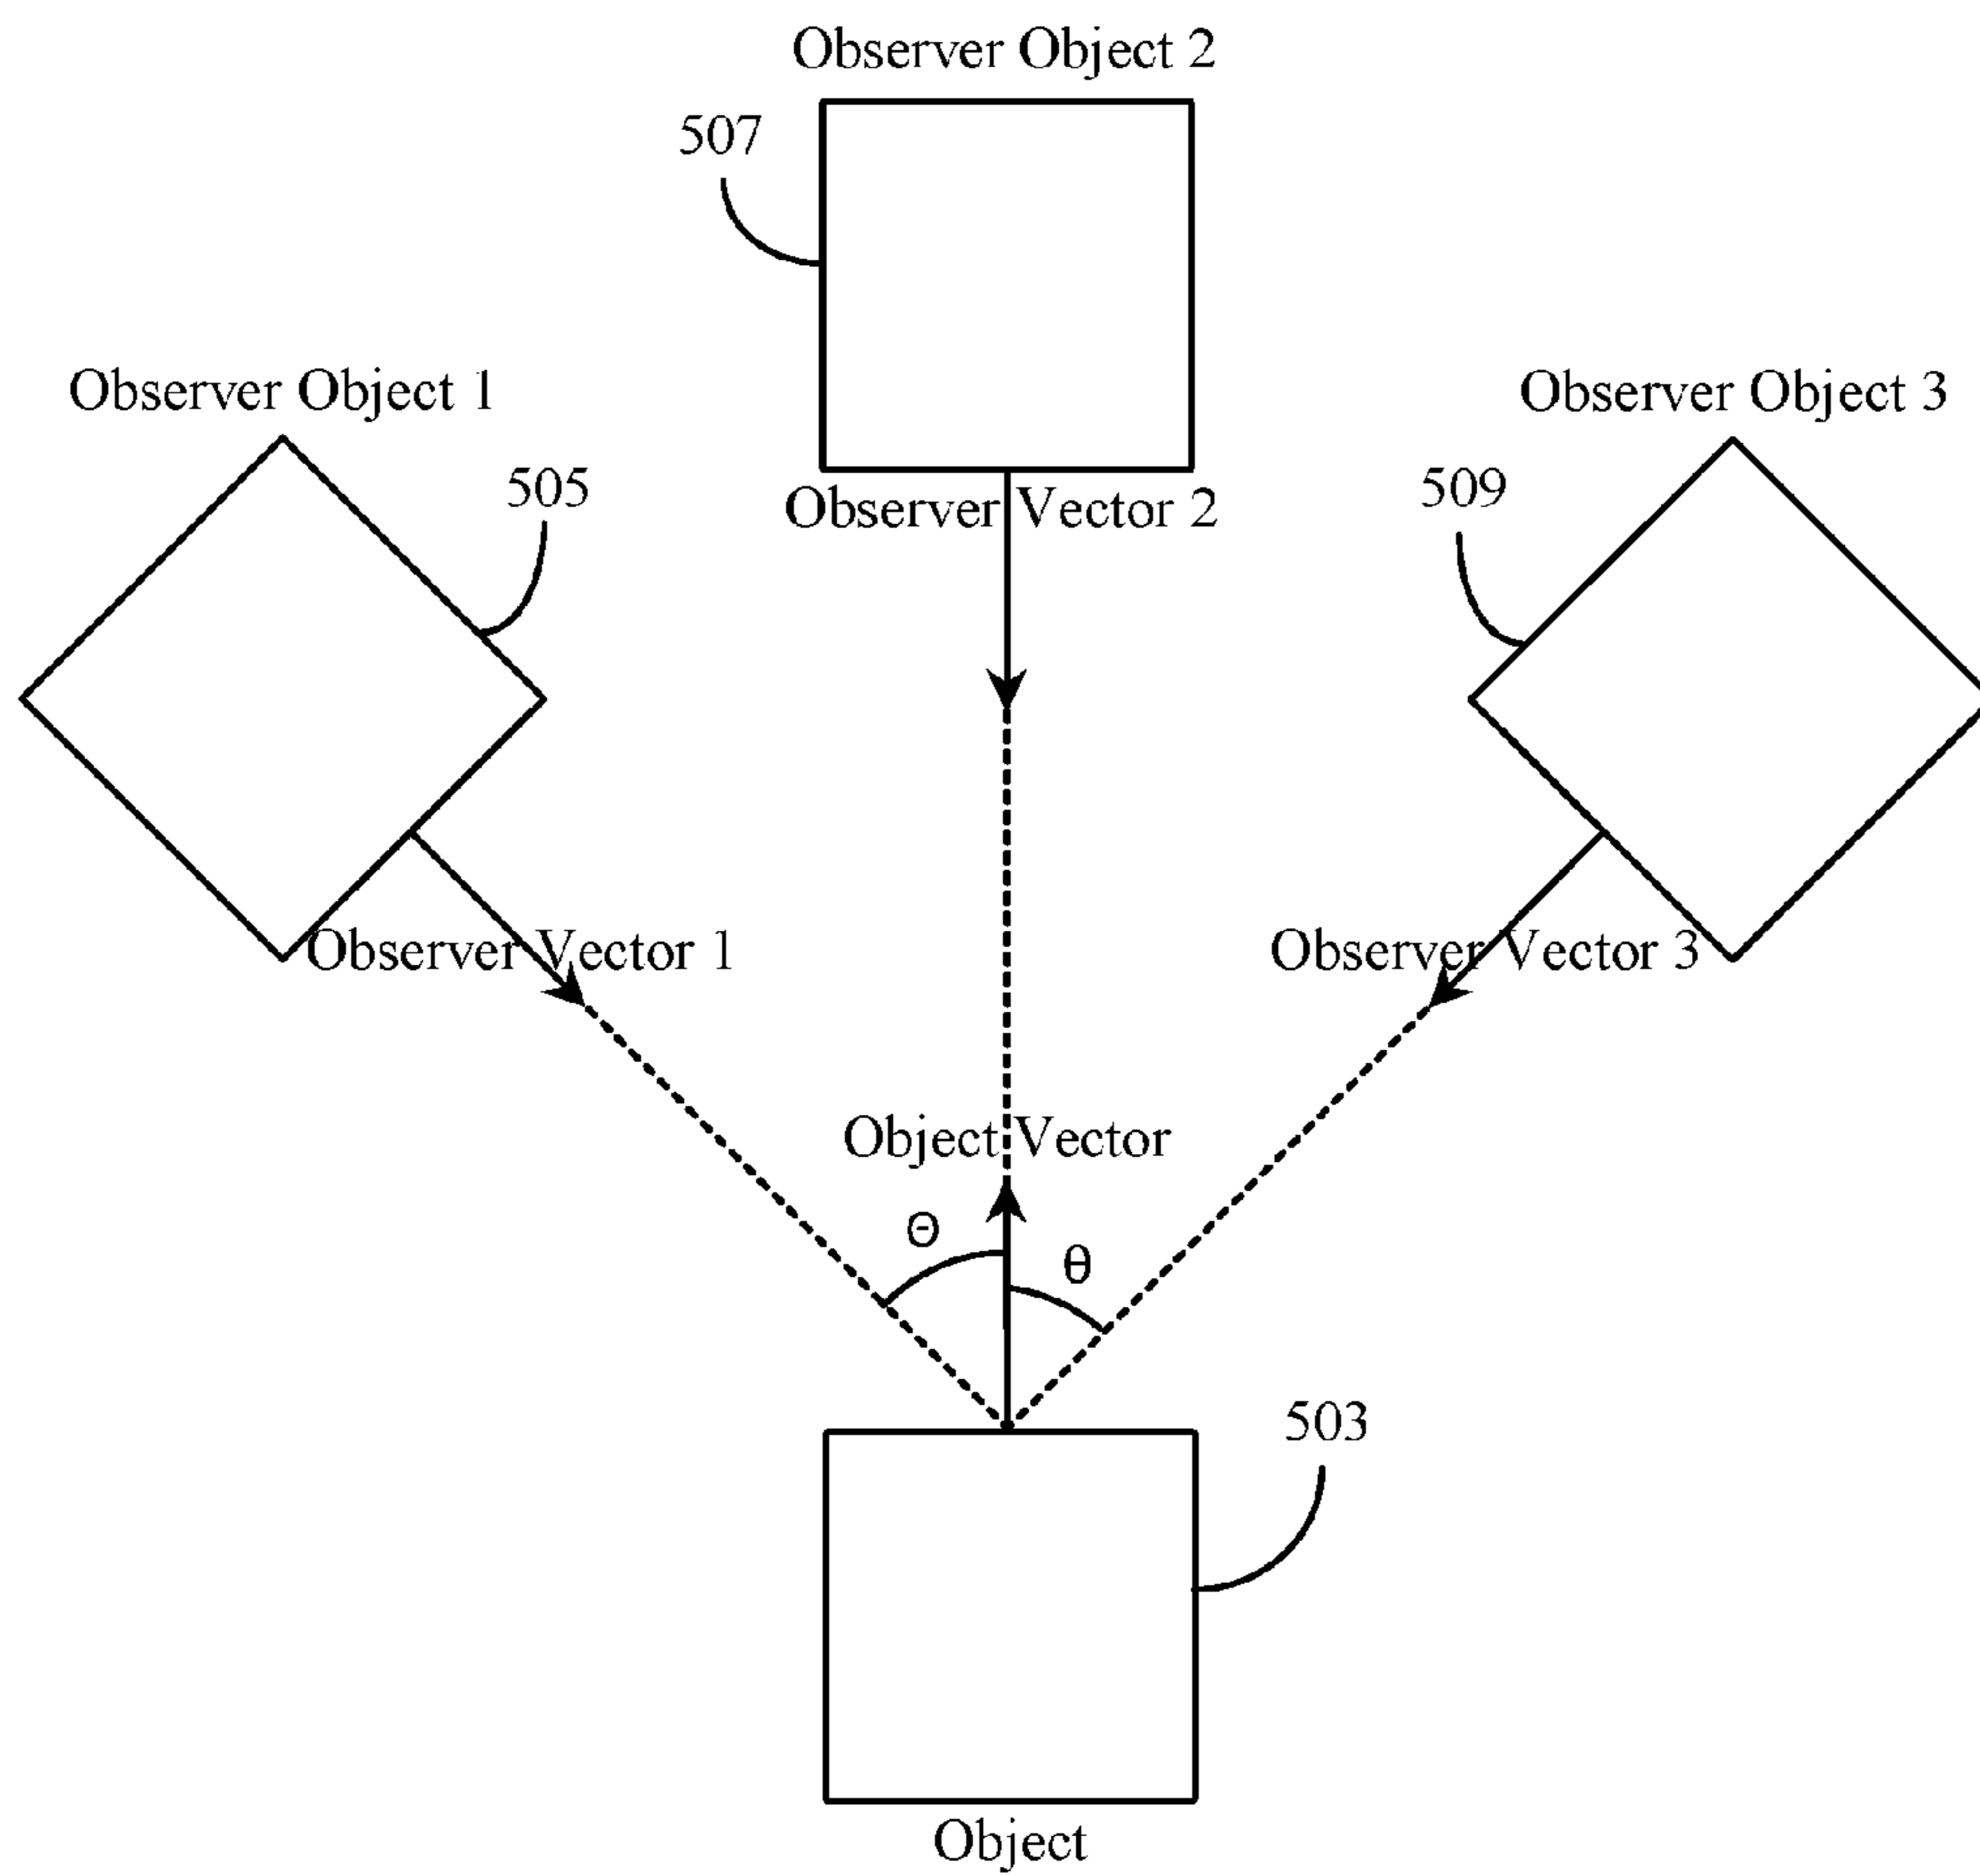 Observer Object 2
507
Observer Object 1
Observer Object 3
505
509
Observer Vector 2
Observer Vector 1
Observer Vector 3
Object Vector
Θ
θ
503
Object